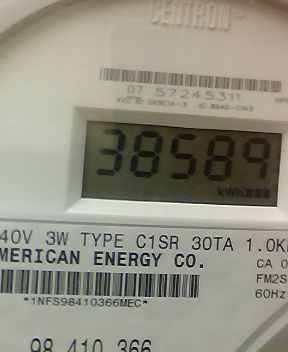 CENTRON®
07 57245311
38589
kWh
40V 3W TYPE C1SR 30TA 1.0K
MERICAN ENERGY CO.
CA 0
FM2S
60Hz
*1NFS98410366MEC*
98 410 366